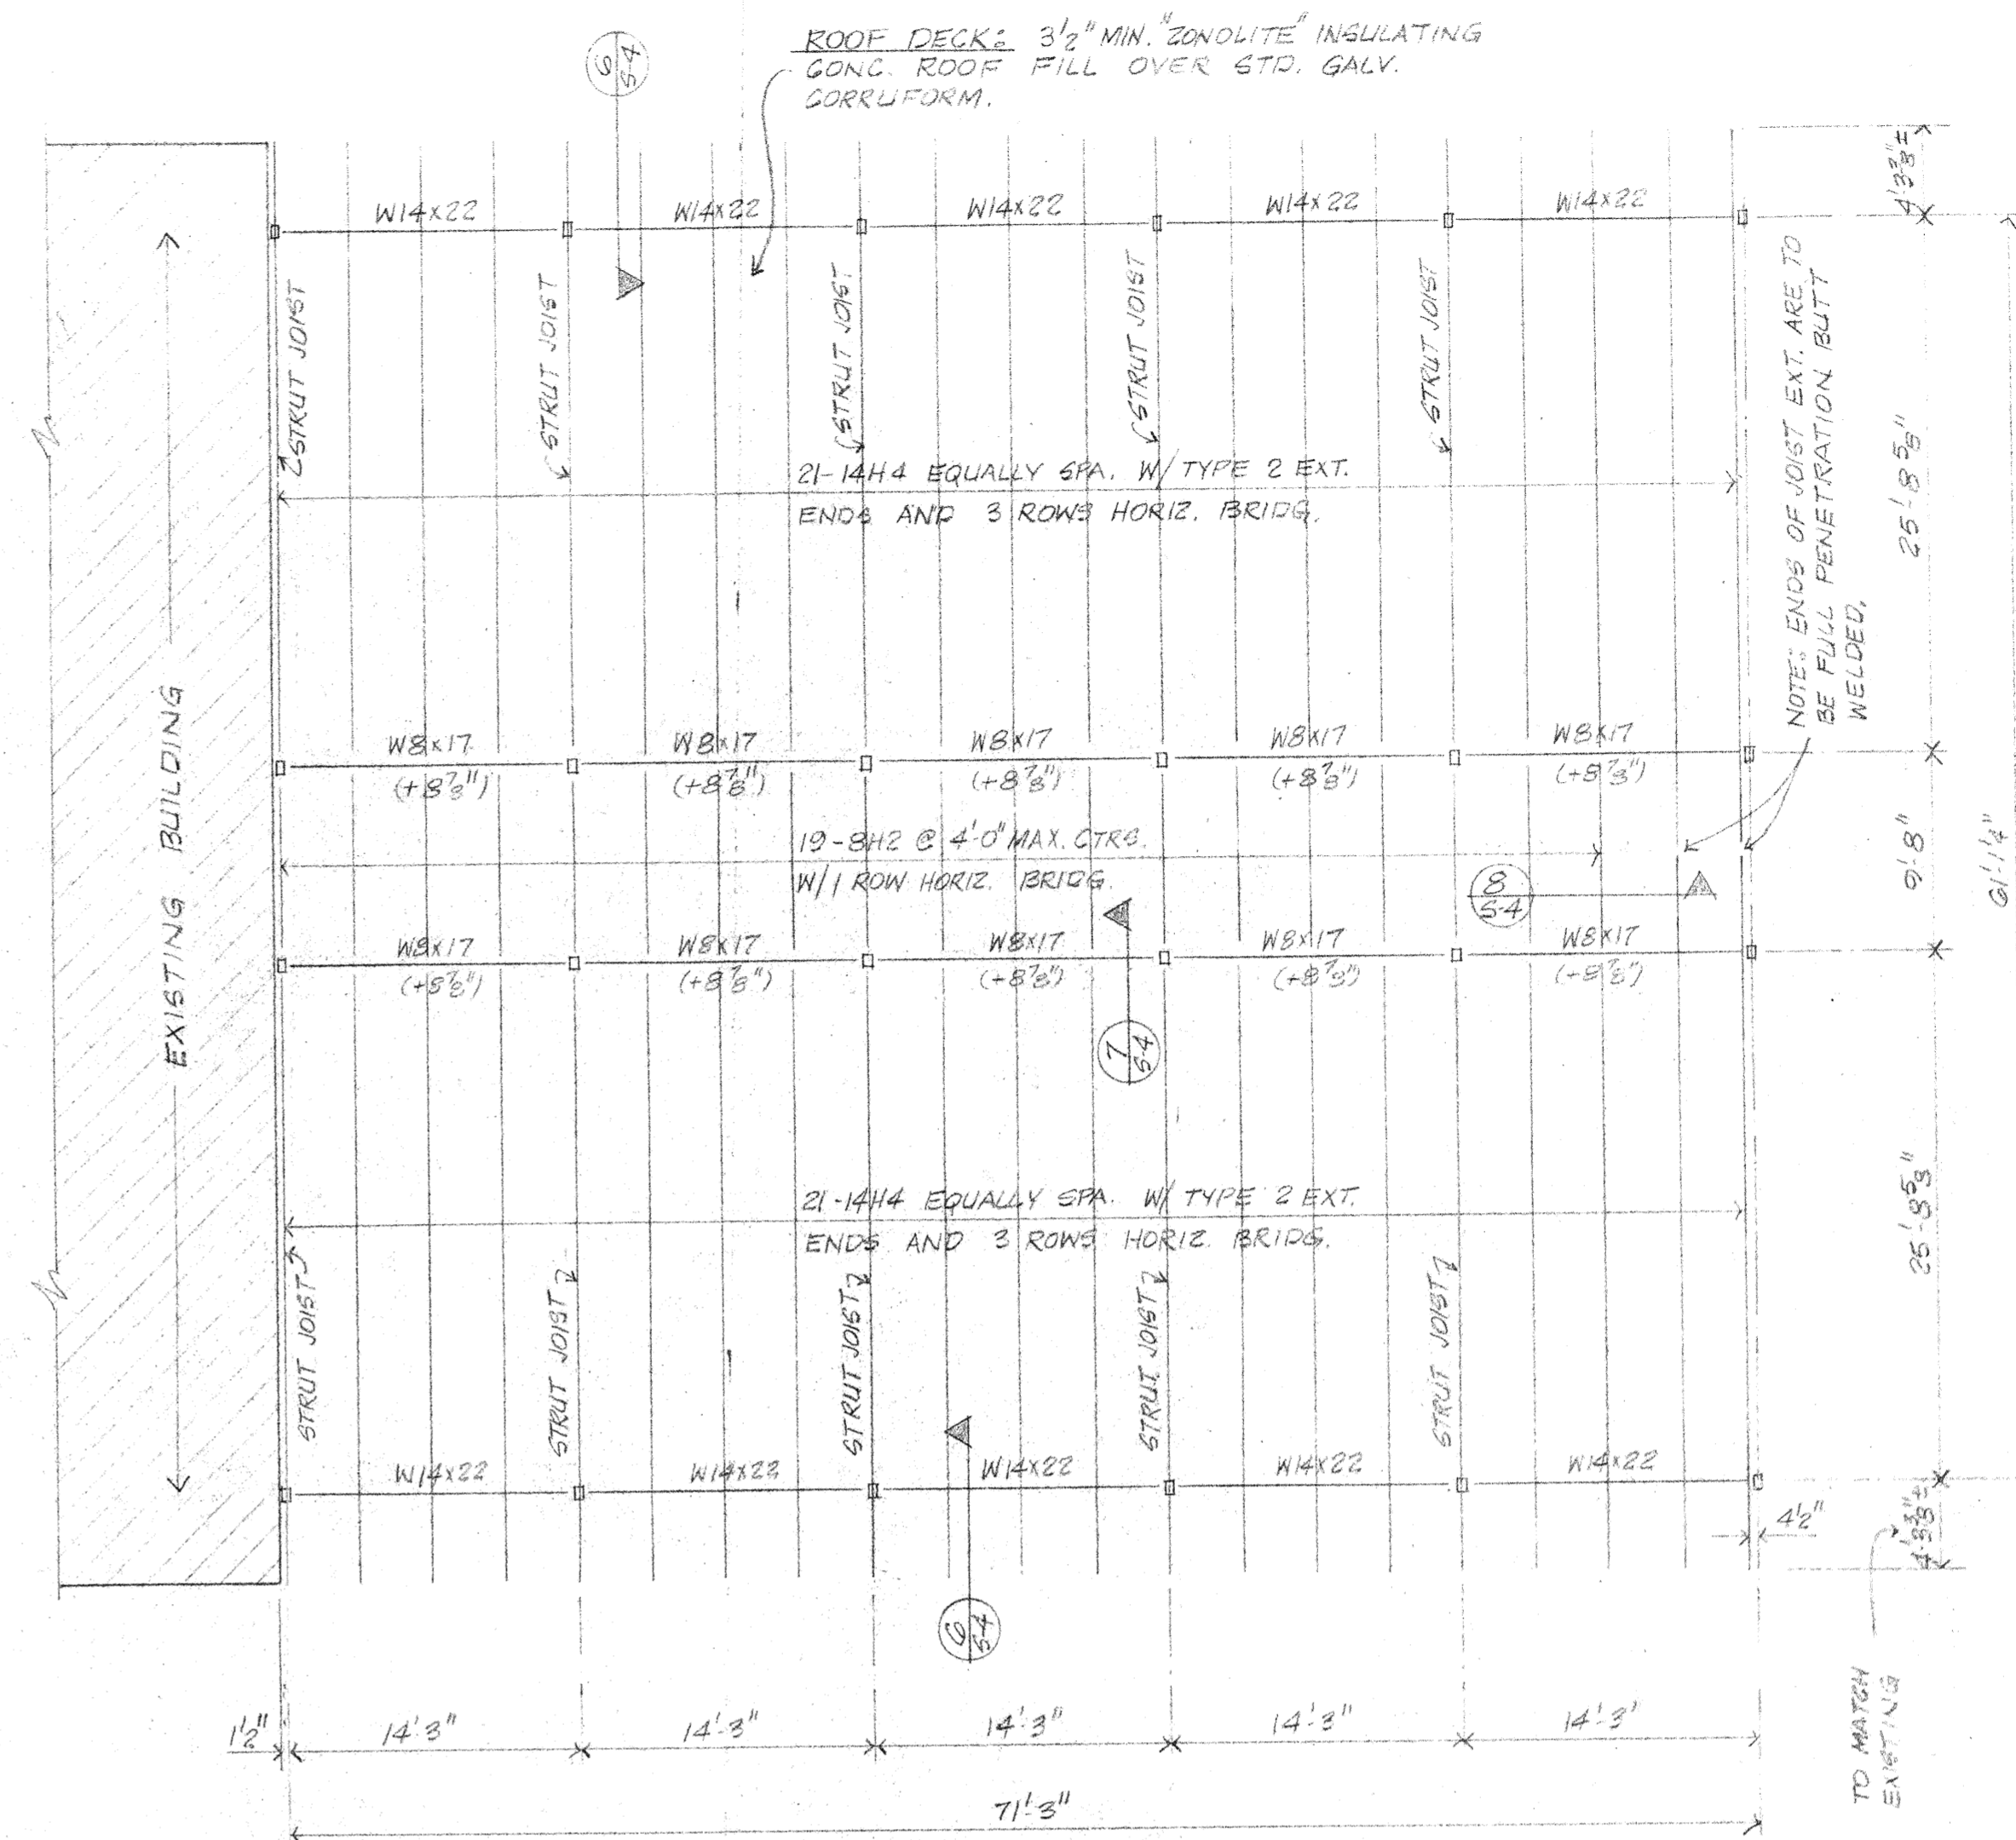 ROOF DECK: 3½" MIN. "ZONOLITE" INSULATING
CONC. ROOF FILL OVER STD. GALV.
CORRUFORM.
6
S-4
4'-3⅜"±
W14x22
W14x22
W14x22
W14x22
W14x22
STRUT JOIST
STRUT JOIST
STRUT JOIST
STRUT JOIST
STRUT JOIST
21-14H4 EQUALLY SPA. W/ TYPE 2 EXT.
ENDS AND 3 ROWS HORIZ. BRIDG.
NOTE: ENDS OF JOIST EXT. ARE TO
BE FULL PENETRATION BUTT
WELDED.
25'-8⅝"
EXISTING BUILDING
W8x17
(+8⅞")
W8x17
(+8⅞")
W8x17
(+8⅞")
W8x17
(+8⅞")
W8x17
(+8⅞")
19-8H2 @ 4'-0" MAX. CTRS.
W/1 ROW HORIZ. BRIDG.
8
S-4
9'-8"
61'-1¼"
W8x17
(+8⅞")
W8x17
(+8⅞")
W8x17
(+8⅞")
W8x17
(+8⅞")
W8x17
(+8⅞")
7
S-4
21-14H4 EQUALLY SPA. W/ TYPE 2 EXT.
ENDS AND 3 ROWS HORIZ. BRIDG.
25'-8⅝"
STRUT JOIST
STRUT JOIST
STRUT JOIST
STRUT JOIST
STRUT JOIST
W14x22
W14x22
W14x22
W14x22
W14x22
4½"
4'-3⅜"±
6
S-4
TO MATCH
EXISTING
1½"
14'-3"
14'-3"
14'-3"
14'-3"
14'-3"
71'-3"